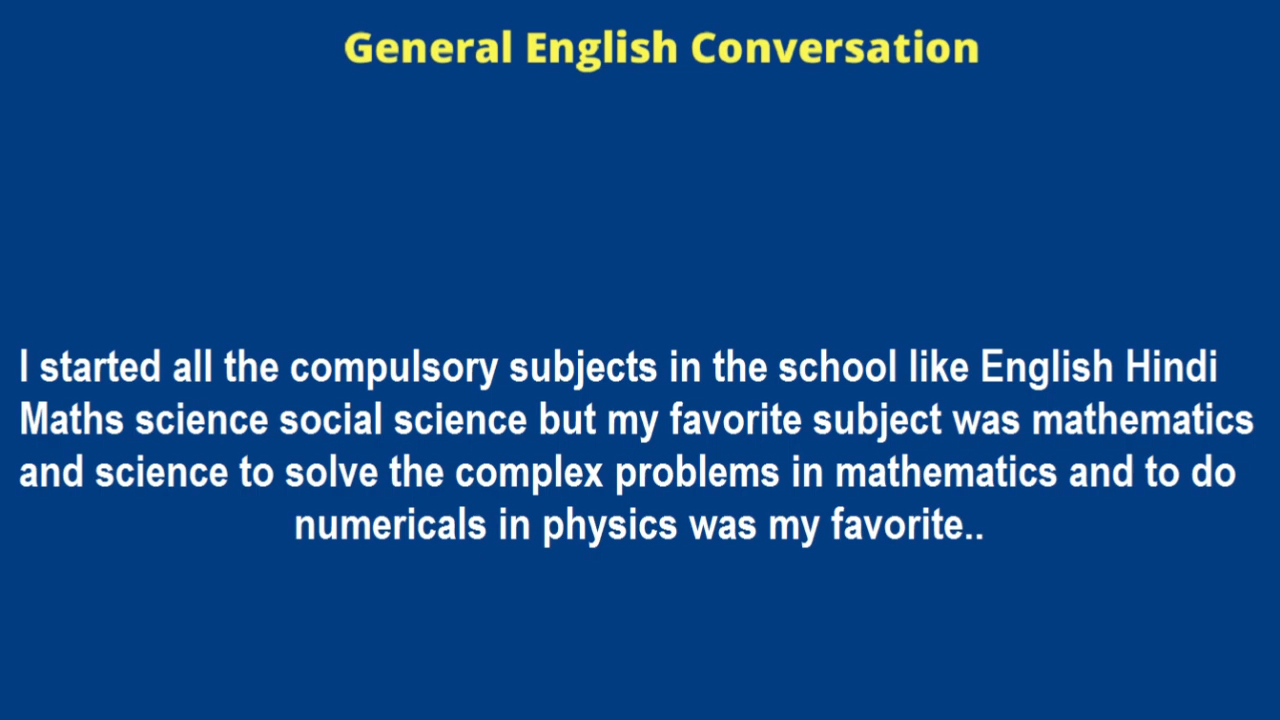 General English Conversation
I started all the compulsory subjects in the school like English Hindi
Maths science social science but my favorite subject was mathematics
and science to solve the complex problems in mathematics and to do
numericals in physics was my favorite..